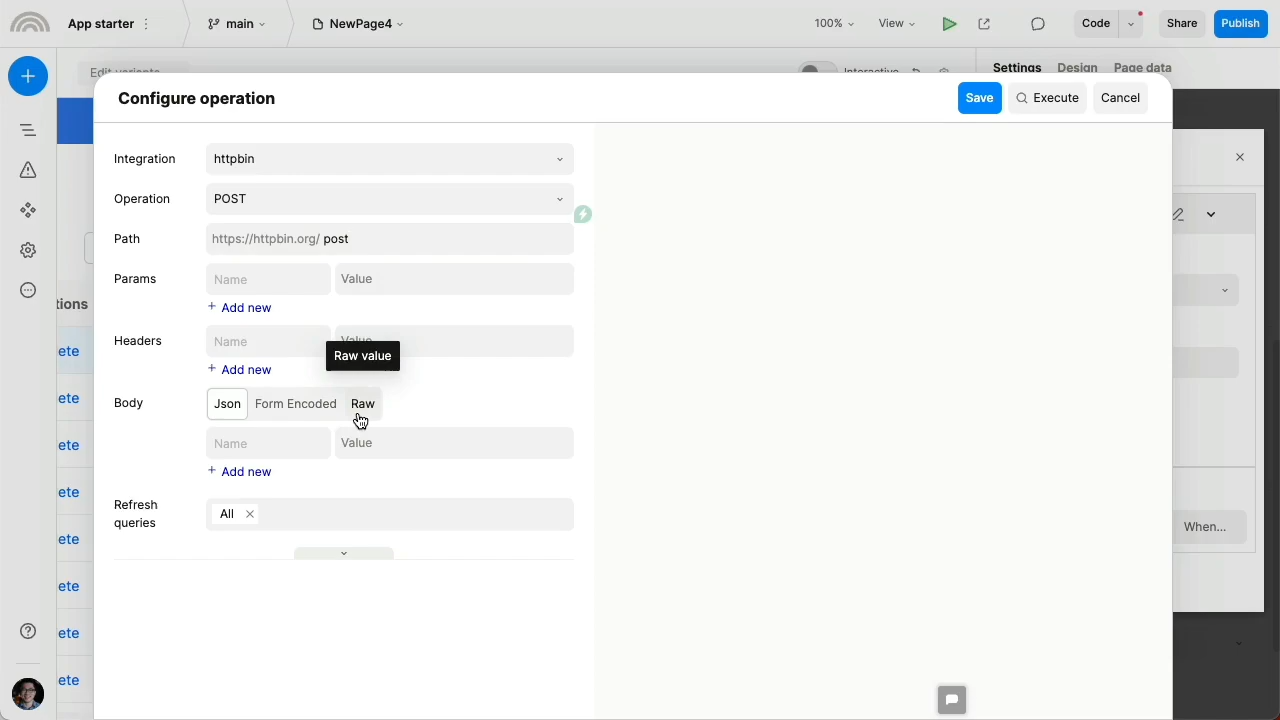 App starter
main
NewPage4
100%
View
Code
Share
Publish
Edit variants
Interactive
Settings
Design
Page data
Configure operation
Save
Execute
Cancel
Integration
httpbin
Operation
POST
Path
https://httpbin.org/ post
Params
Name
Value
+ Add new
Headers
Name
Value
Raw value
+ Add new
Body
Json
Form Encoded
Raw
Name
Value
+ Add new
Refresh
queries
All
tions
ete
ete
ete
ete
ete
ete
ete
ete
When...